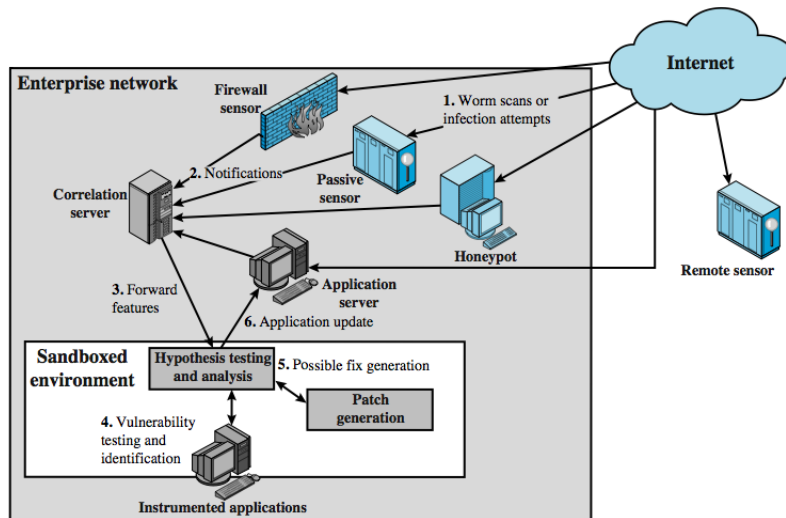 Internet
Enterprise network
Firewall
sensor
1. Worm scans or
infection attempts
2. Notifications
Correlation
server
Passive
sensor
Honeypot
Remote sensor
Application
server
3. Forward
features
6. Application update
Sandboxed
environment
Hypothesis testing
and analysis
5. Possible fix generation
Patch
generation
4. Vulnerability
testing and
identification
Instrumented applications